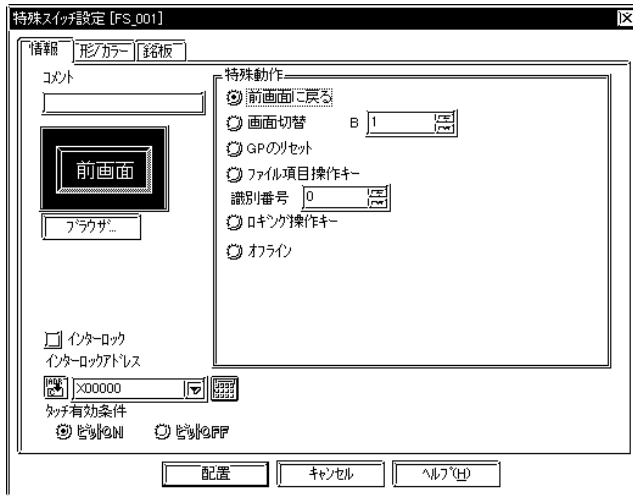 特殊スイッチ設定 [FS_001]
情報 形/カラー 銘板
コメント
前画面
ブラウザ...
特殊動作
前画面に戻る
画面切替 B 1
GPのリセット
ファイル項目操作キー
識別番号 0
ロギング操作キー
オフライン
インターロック
インターロックアドレス
X00000
タッチ有効条件
ビットON ビットOFF
配置 キャンセル ヘルプ(H)